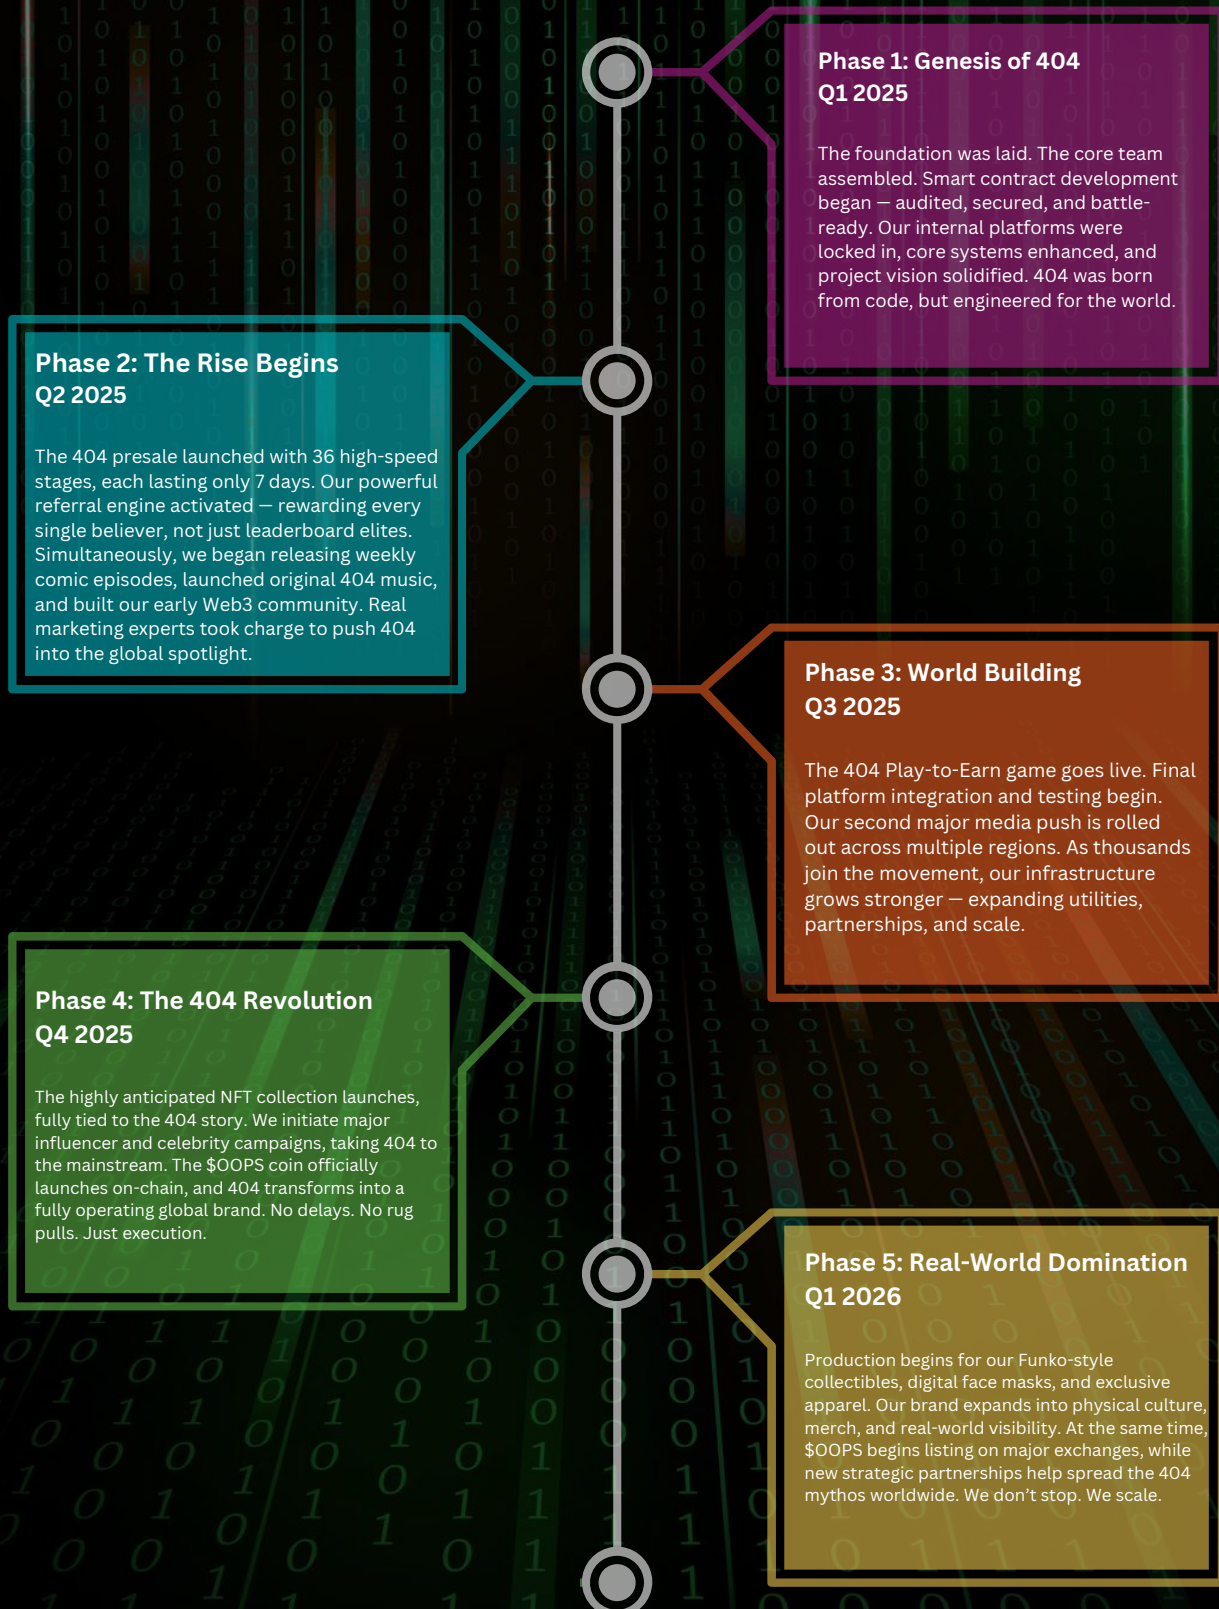 Phase 1: Genesis of 404
Q1 2025
The foundation was laid. The core team
assembled. Smart contract development
began — audited, secured, and battle-
ready. Our internal platforms were
locked in, core systems enhanced, and
project vision solidified. 404 was born
from code, but engineered for the world.
Phase 2: The Rise Begins
Q2 2025
The 404 presale launched with 36 high-speed
stages, each lasting only 7 days. Our powerful
referral engine activated — rewarding every
single believer, not just leaderboard elites.
Simultaneously, we began releasing weekly
comic episodes, launched original 404 music,
and built our early Web3 community. Real
marketing experts took charge to push 404
into the global spotlight.
Phase 3: World Building
Q3 2025
The 404 Play-to-Earn game goes live. Final
platform integration and testing begin.
Our second major media push is rolled
out across multiple regions. As thousands
join the movement, our infrastructure
grows stronger — expanding utilities,
partnerships, and scale.
Phase 4: The 404 Revolution
Q4 2025
The highly anticipated NFT collection launches,
fully tied to the 404 story. We initiate major
influencer and celebrity campaigns, taking 404 to
the mainstream. The $OOPS coin officially
launches on-chain, and 404 transforms into a
fully operating global brand. No delays. No rug
pulls. Just execution.
Phase 5: Real-World Domination
Q1 2026
Production begins for our Funko-style
collectibles, digital face masks, and exclusive
apparel. Our brand expands into physical culture,
merch, and real-world visibility. At the same time,
$OOPS begins listing on major exchanges, while
new strategic partnerships help spread the 404
mythos worldwide. We don’t stop. We scale.